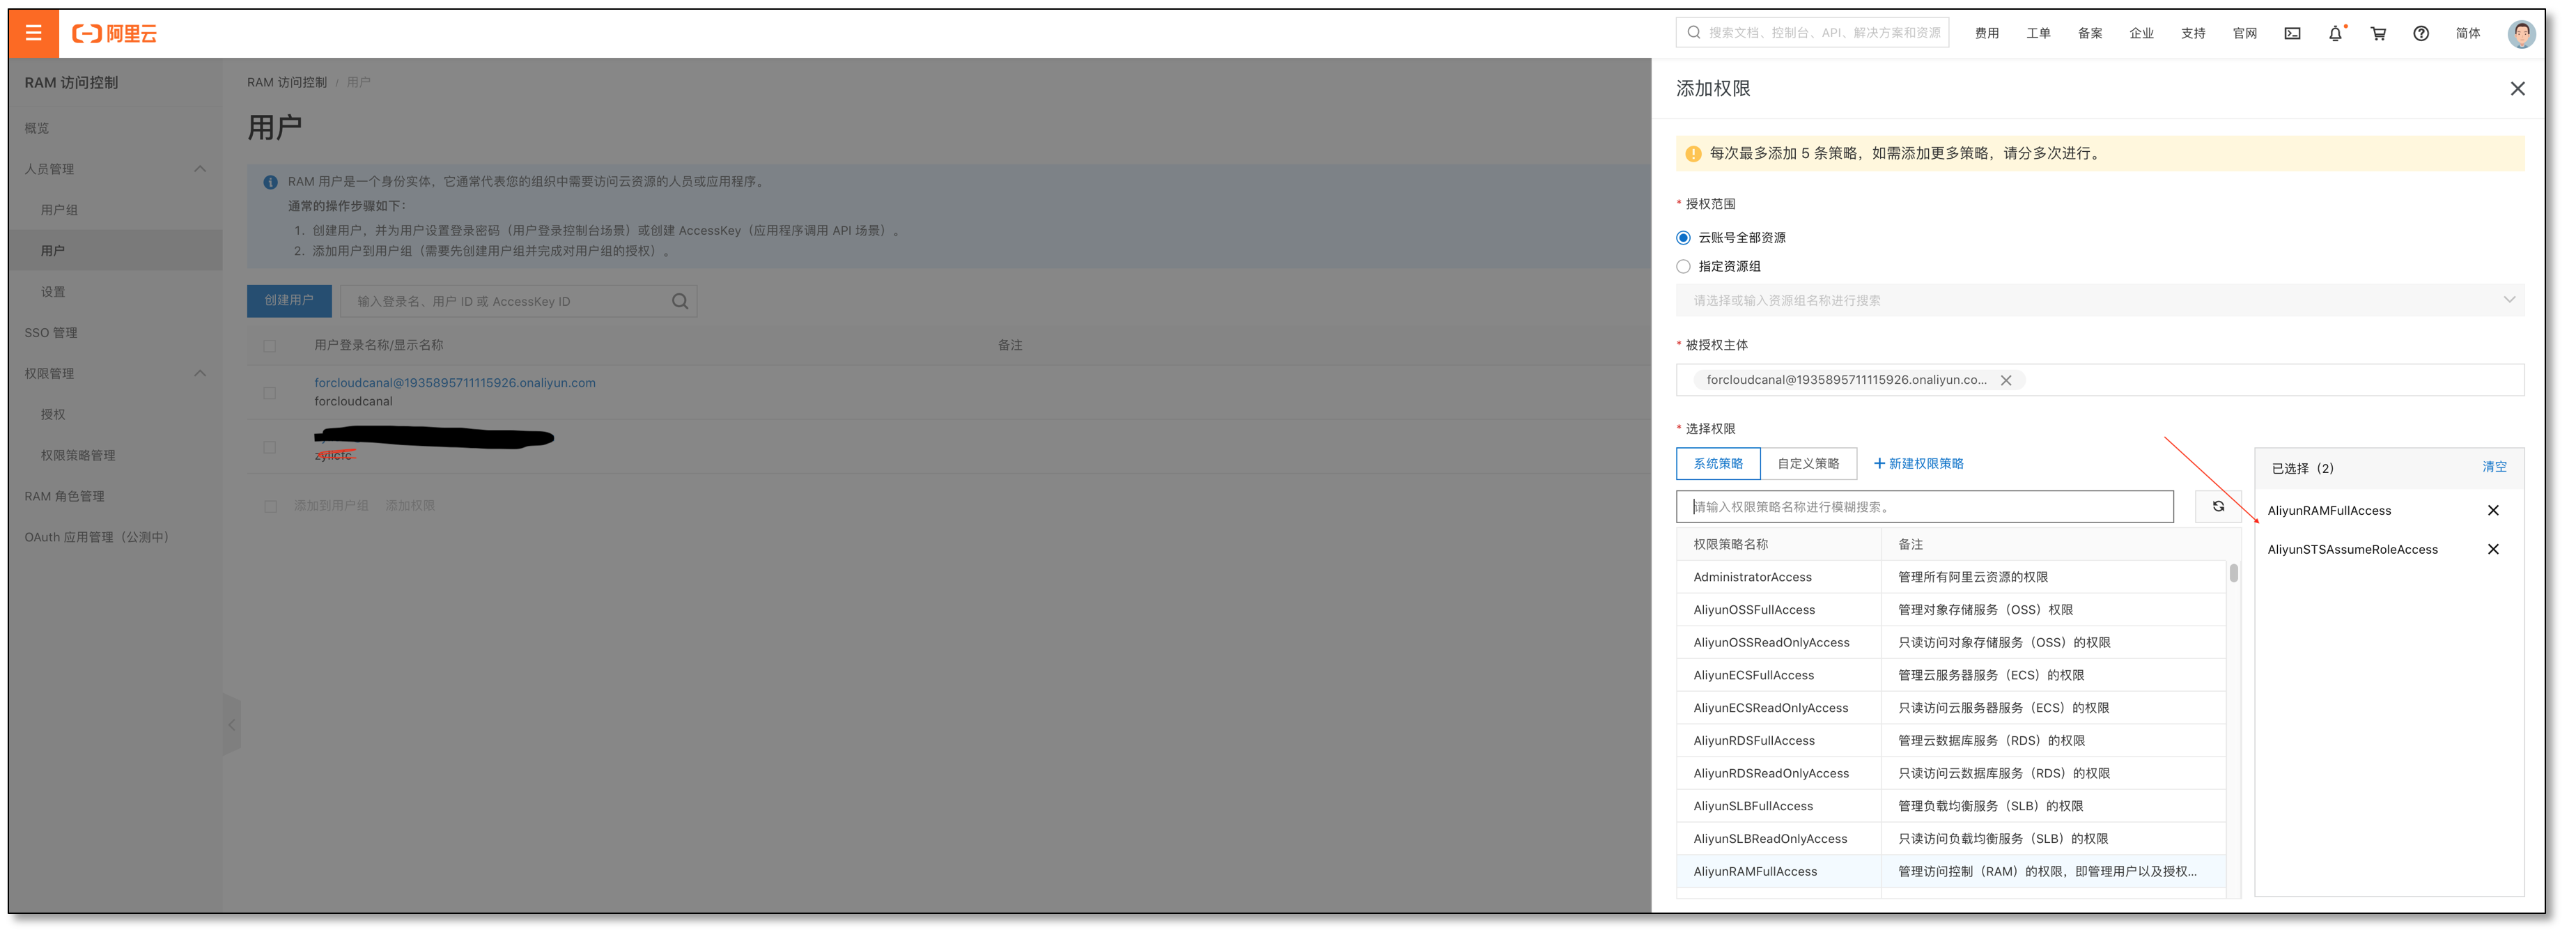 阿里云
搜索文档、控制台、API、解决方案和资源
费用
工单
备案
企业
支持
官网
简体
RAM 访问控制
概览
人员管理
用户组
用户
设置
SSO 管理
权限管理
授权
权限策略管理
RAM 角色管理
OAuth 应用管理（公测中）
RAM 访问控制 / 用户
用户
RAM 用户是一个身份实体，它通常代表您的组织中需要访问云资源的人员或应用程序。
通常的操作步骤如下：
1. 创建用户，并为用户设置登录密码（用户登录控制台场景）或创建 AccessKey（应用程序调用 API 场景）。
2. 添加用户到用户组（需要先创建用户组并完成对用户组的授权）。
创建用户
输入登录名、用户 ID 或 AccessKey ID
用户登录名称/显示名称
备注
forcloudcanal@1935895711115926.onaliyun.com
forcloudcanal
添加到用户组
添加权限
添加权限
每次最多添加 5 条策略，如需添加更多策略，请分多次进行。
* 授权范围
云账号全部资源
指定资源组
请选择或输入资源组名称进行搜索
* 被授权主体
forcloudcanal@1935895711115926.onaliyun.co...
* 选择权限
系统策略
自定义策略
+ 新建权限策略
请输入权限策略名称进行模糊搜索。
权限策略名称 备注
AdministratorAccess 管理所有阿里云资源的权限
AliyunOSSFullAccess 管理对象存储服务（OSS）权限
AliyunOSSReadOnlyAccess 只读访问对象存储服务（OSS）的权限
AliyunECSFullAccess 管理云服务器服务（ECS）的权限
AliyunECSReadOnlyAccess 只读访问云服务器服务（ECS）的权限
AliyunRDSFullAccess 管理云数据库服务（RDS）的权限
AliyunRDSReadOnlyAccess 只读访问云数据库服务（RDS）的权限
AliyunSLBFullAccess 管理负载均衡服务（SLB）的权限
AliyunSLBReadOnlyAccess 只读访问负载均衡服务（SLB）的权限
AliyunRAMFullAccess 管理访问控制（RAM）的权限，即管理用户以及授权...
已选择（2）
清空
AliyunRAMFullAccess
AliyunSTSAssumeRoleAccess